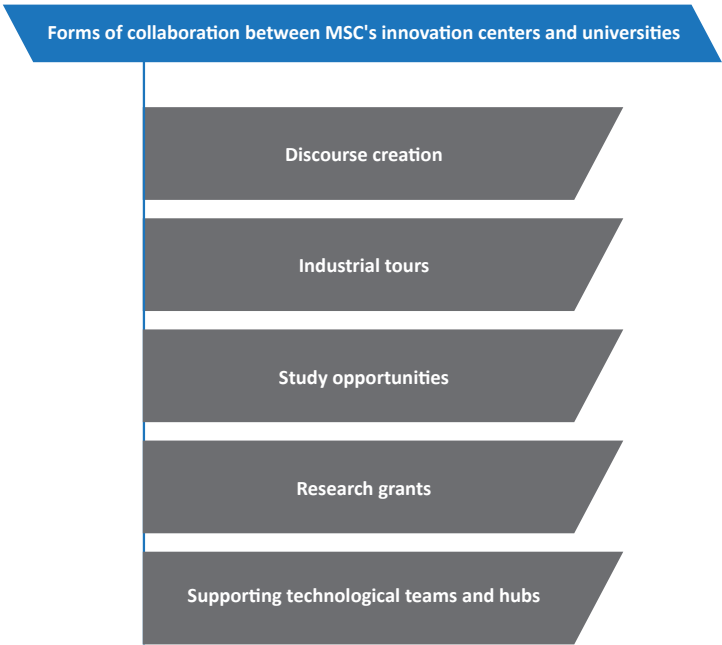 Forms of collaboration between MSC's innovation centers and universities
Discourse creation
Industrial tours
Study opportunities
Research grants
Supporting technological teams and hubs